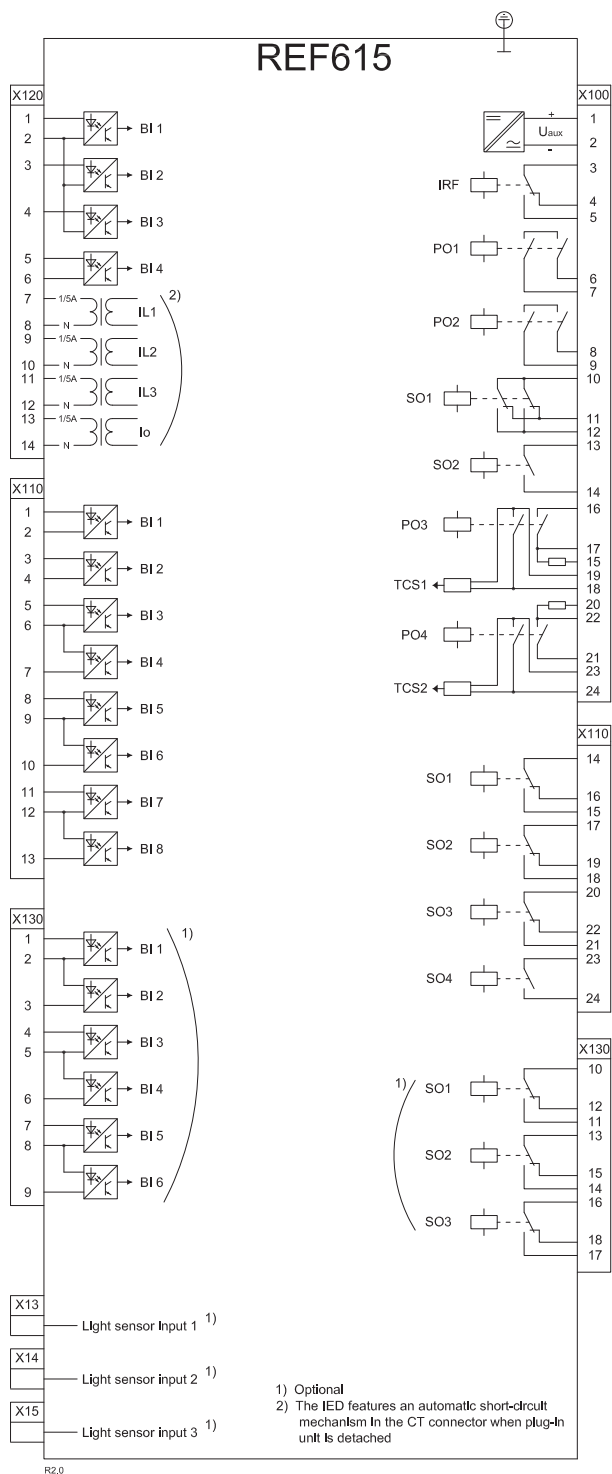 REF615
X120
1
2
BI 1
3
BI 2
4
BI 3
5
6
BI 4
7
1/5A
2)
IL1
8
N
9
1/5A
IL2
10
N
11
1/5A
IL3
12
N
13
1/5A
Io
14
N
X110
1
2
BI 1
3
4
BI 2
5
6
BI 3
7
BI 4
8
9
BI 5
10
BI 6
11
12
BI 7
13
BI 8
X130
1
2
BI 1
1)
3
BI 2
4
5
BI 3
6
BI 4
7
8
BI 5
9
BI 6
X13
Light sensor input 1 1)
X14
Light sensor input 2 1)
X15
Light sensor input 3 1)
X100
+
1
Uaux
-
2
3
IRF
4
5
PO1
6
7
PO2
8
9
10
SO1
11
12
13
SO2
14
16
PO3
17
15
19
TCS1
18
20
22
PO4
21
23
TCS2
24
X110
14
SO1
16
15
17
SO2
19
18
20
SO3
22
21
23
SO4
24
X130
10
1)
SO1
12
11
13
SO2
15
14
16
SO3
18
17
1) Optional
2) The IED features an automatic short-circuit
mechanism in the CT connector when plug-in
unit is detached
R2.0